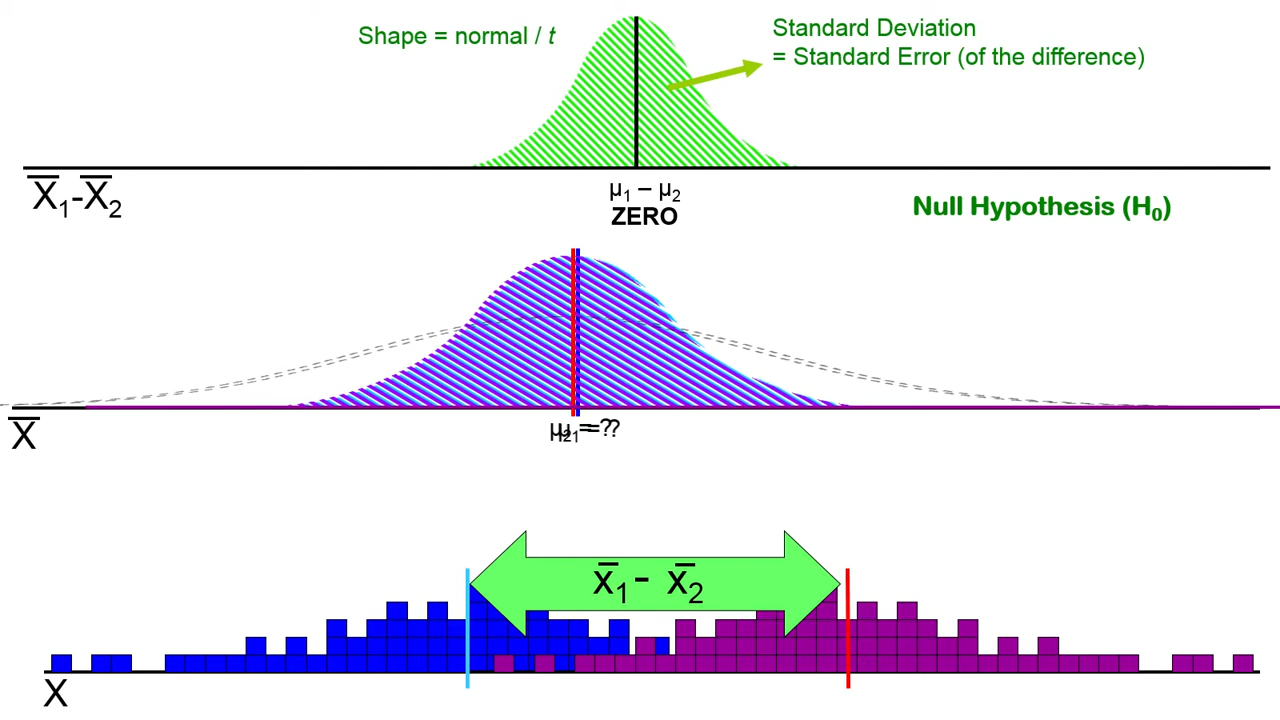 Shape = normal / t
Standard Deviation
= Standard Error (of the difference)
X̅₁-X̅₂
μ₁ – μ₂
ZERO
Null Hypothesis (H₀)
X̅
=??
x̅₁ - x̅₂
X